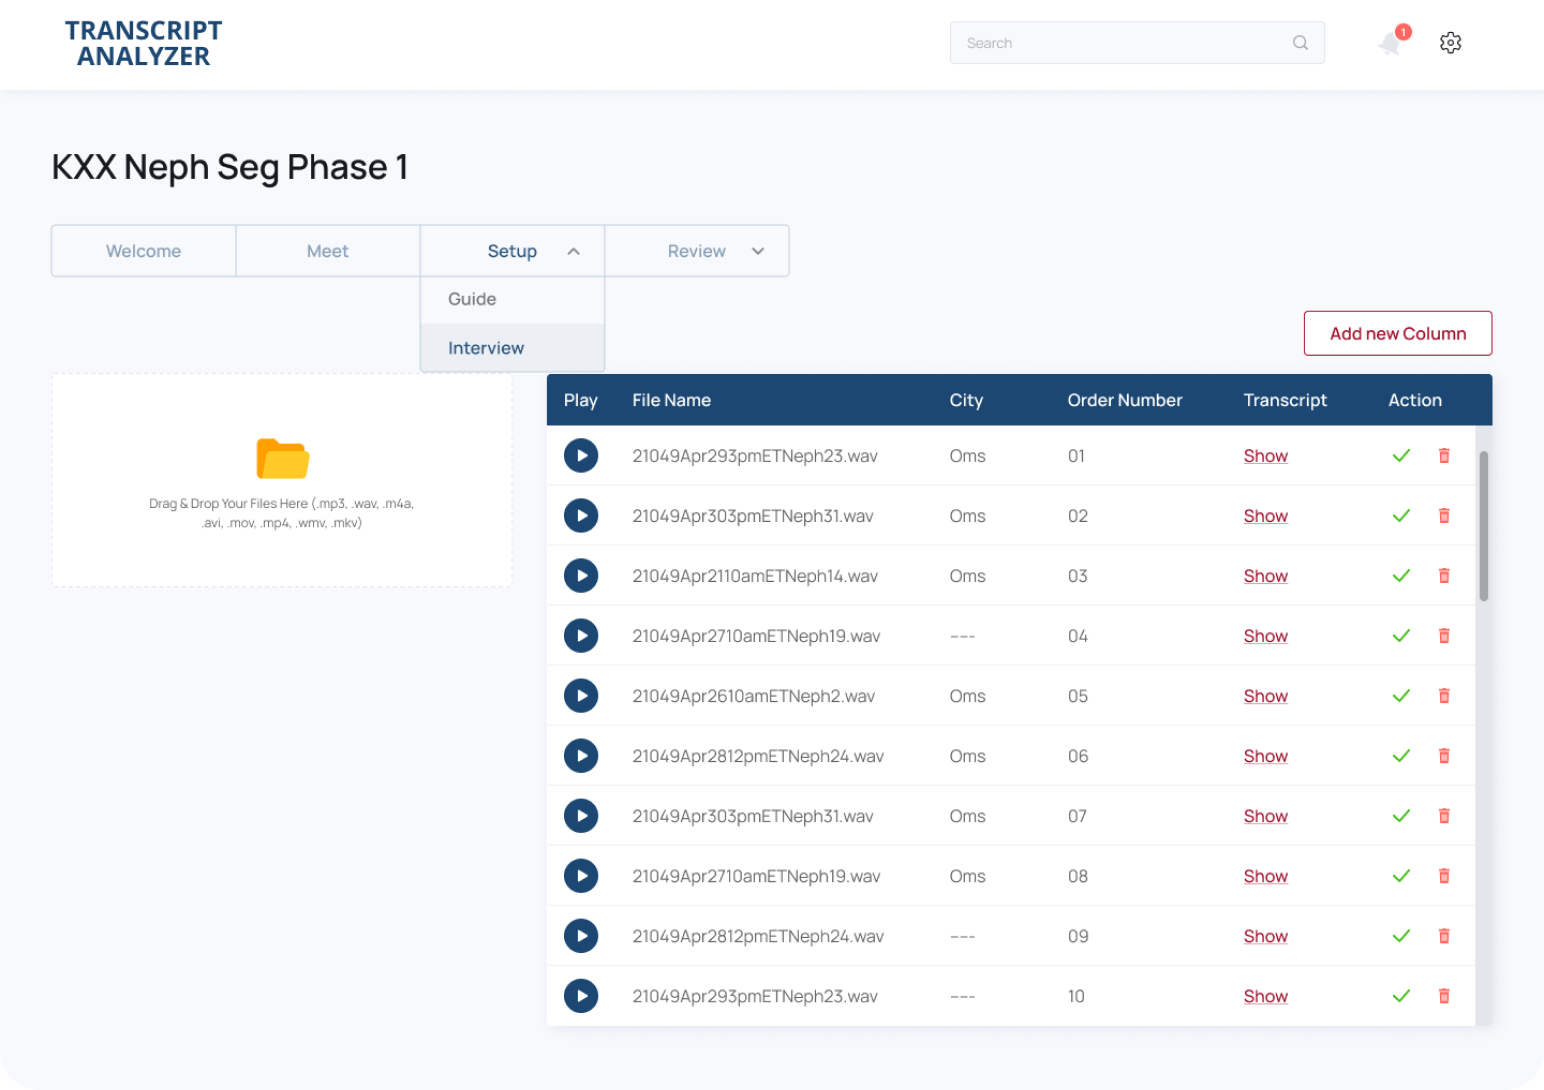 TRANSCRIPT
ANALYZER
Search
1
KXX Neph Seg Phase 1
Welcome Meet Setup Review
Guide
Interview
Add new Column
Drag & Drop Your Files Here (.mp3, .wav, .m4a,
.avi, .mov, .mp4, .wmv, .mkv)
Play File Name City Order Number Transcript Action
21049Apr293pmETNeph23.wav Oms 01 Show
21049Apr303pmETNeph31.wav Oms 02 Show
21049Apr2110amETNeph14.wav Oms 03 Show
21049Apr2710amETNeph19.wav ---- 04 Show
21049Apr2610amETNeph2.wav Oms 05 Show
21049Apr2812pmETNeph24.wav Oms 06 Show
21049Apr303pmETNeph31.wav Oms 07 Show
21049Apr2710amETNeph19.wav Oms 08 Show
21049Apr2812pmETNeph24.wav ---- 09 Show
21049Apr293pmETNeph23.wav ---- 10 Show